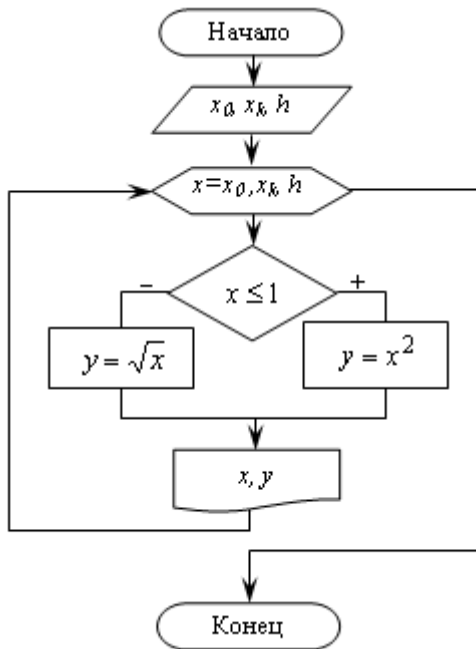 Начало
x₀, xₖ, h
x=x₀, xₖ, h
x ≤ 1
− +
y = √x
y = x²
x, y
Конец